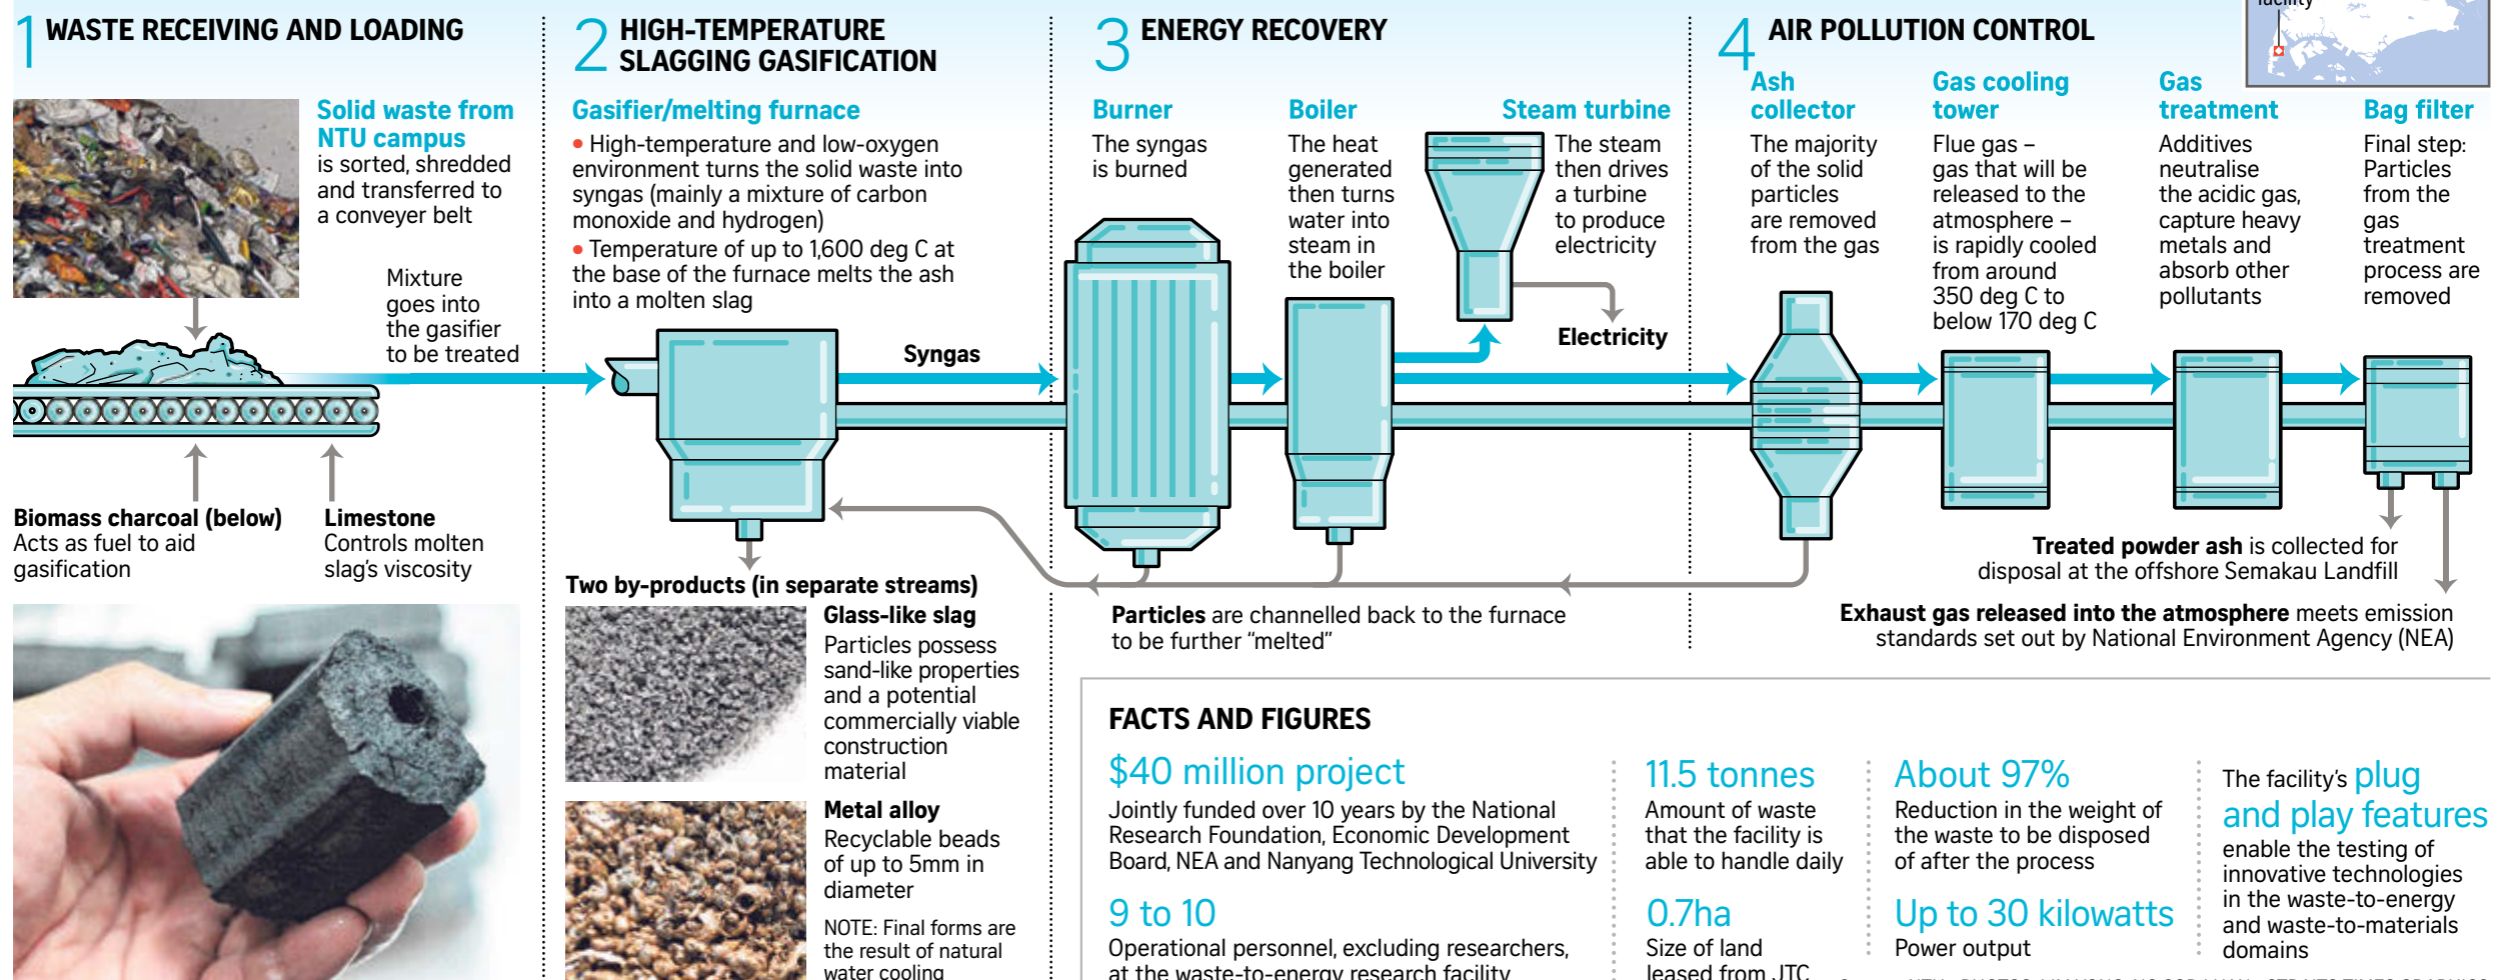 facility
1 WASTE RECEIVING AND LOADING
Solid waste from
NTU campus
is sorted, shredded
and transferred to
a conveyer belt
Mixture
goes into
the gasifier
to be treated
Biomass charcoal (below)
Acts as fuel to aid
gasification
Limestone
Controls molten
slag's viscosity
2 HIGH-TEMPERATURE
SLAGGING GASIFICATION
Gasifier/melting furnace
• High-temperature and low-oxygen
environment turns the solid waste into
syngas (mainly a mixture of carbon
monoxide and hydrogen)
• Temperature of up to 1,600 deg C at
the base of the furnace melts the ash
into a molten slag
Syngas
Two by-products (in separate streams)
Glass-like slag
Particles possess
sand-like properties
and a potential
commercially viable
construction
material
Metal alloy
Recyclable beads
of up to 5mm in
diameter
NOTE: Final forms are
the result of natural
water cooling
3 ENERGY RECOVERY
Burner
The syngas
is burned
Boiler
The heat
generated
then turns
water into
steam in
the boiler
Steam turbine
The steam
then drives
a turbine
to produce
electricity
Electricity
Particles are channelled back to the furnace
to be further "melted"
4 AIR POLLUTION CONTROL
Ash
collector
The majority
of the solid
particles
are removed
from the gas
Gas cooling
tower
Flue gas –
gas that will be
released to the
atmosphere –
is rapidly cooled
from around
350 deg C to
below 170 deg C
Gas
treatment
Additives
neutralise
the acidic gas,
capture heavy
metals and
absorb other
pollutants
Bag filter
Final step:
Particles
from the
gas
treatment
process are
removed
Treated powder ash is collected for
disposal at the offshore Semakau Landfill
Exhaust gas released into the atmosphere meets emission
standards set out by National Environment Agency (NEA)
FACTS AND FIGURES
$40 million project
Jointly funded over 10 years by the National
Research Foundation, Economic Development
Board, NEA and Nanyang Technological University
9 to 10
Operational personnel, excluding researchers,
at the waste-to-energy research facility
11.5 tonnes
Amount of waste
that the facility is
able to handle daily
0.7ha
Size of land
leased from JTC
About 97%
Reduction in the weight of
the waste to be disposed
of after the process
Up to 30 kilowatts
Power output
The facility's plug
and play features
enable the testing of
innovative technologies
in the waste-to-energy
and waste-to-materials
domains